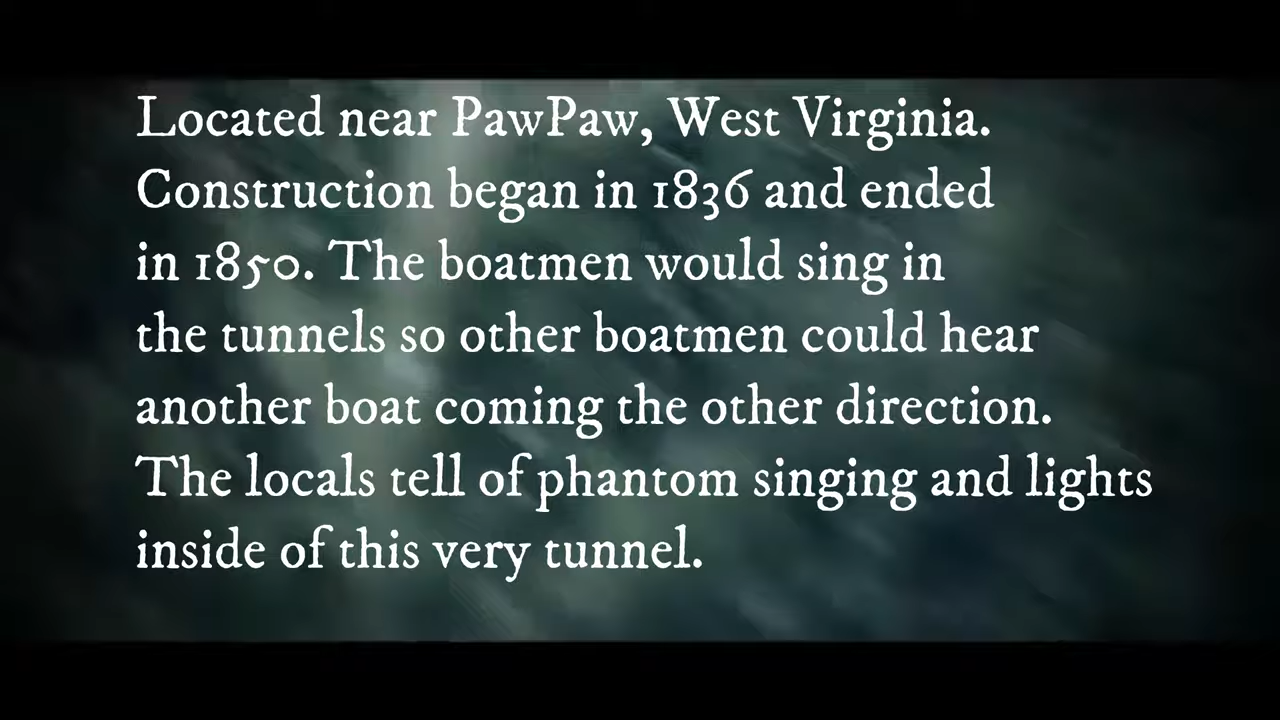 Located near PawPaw, West Virginia.
Construction began in 1836 and ended
in 1850. The boatmen would sing in
the tunnels so other boatmen could hear
another boat coming the other direction.
The locals tell of phantom singing and lights
inside of this very tunnel.